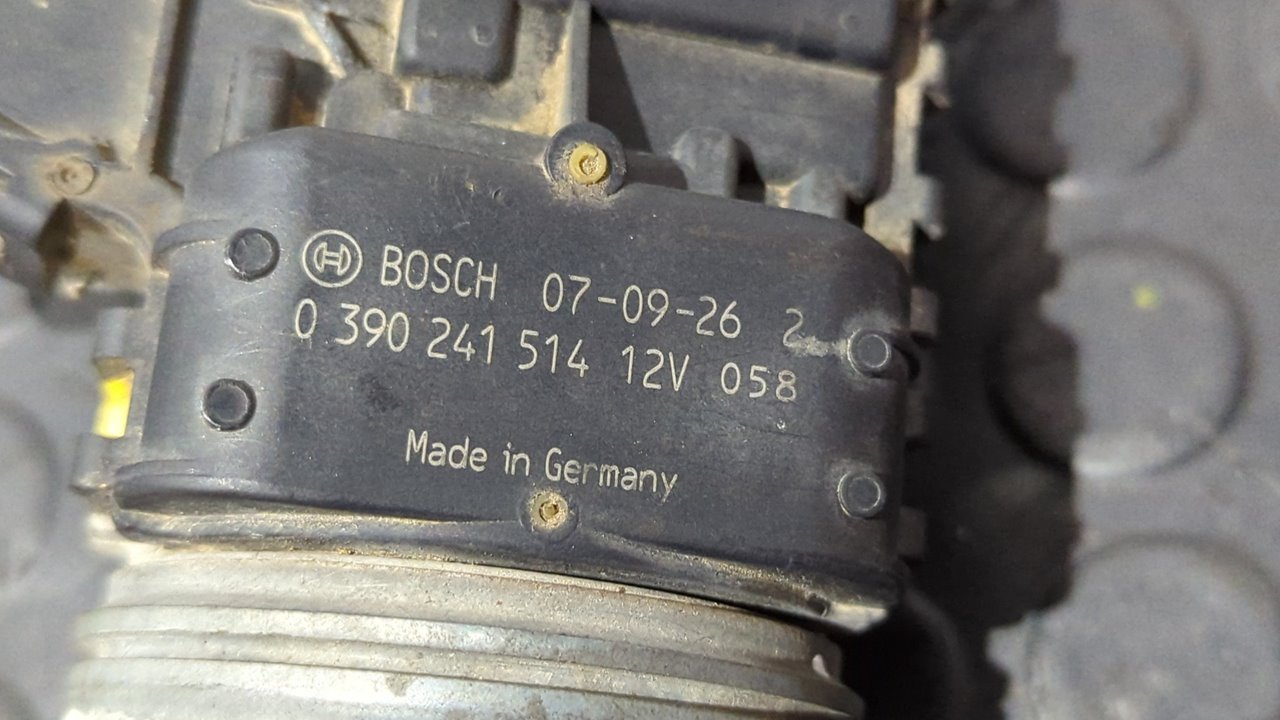 BOSCH 07-09-26 2
0 390 241 514 12V 058
Made in Germany